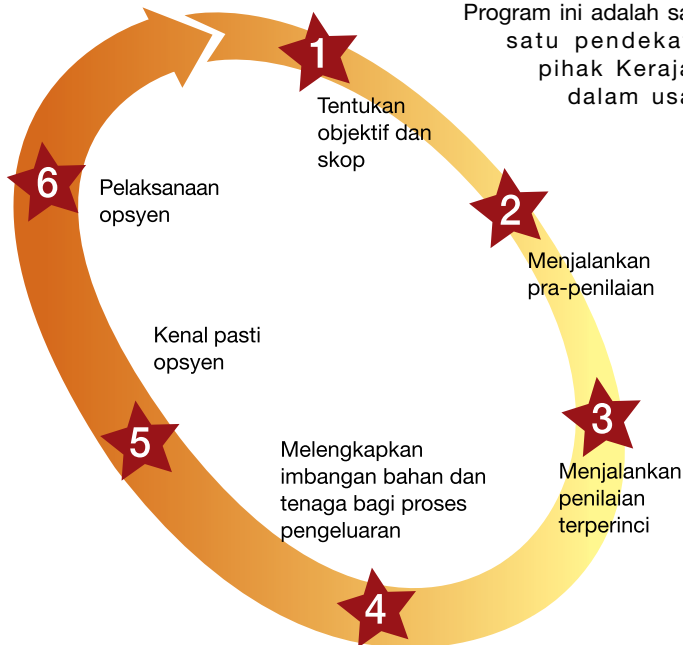 Program ini adalah
satu pendeka
pihak Keraja
dalam usa
1
Tentukan
objektif dan
skop
2
Menjalankan
pra-penilaian
3
Menjalankan
penilaian
terperinci
4
Melengkapkan
imbangan bahan dan
tenaga bagi proses
pengeluaran
5
Kenal pasti
opsyen
6
Pelaksanaan
opsyen